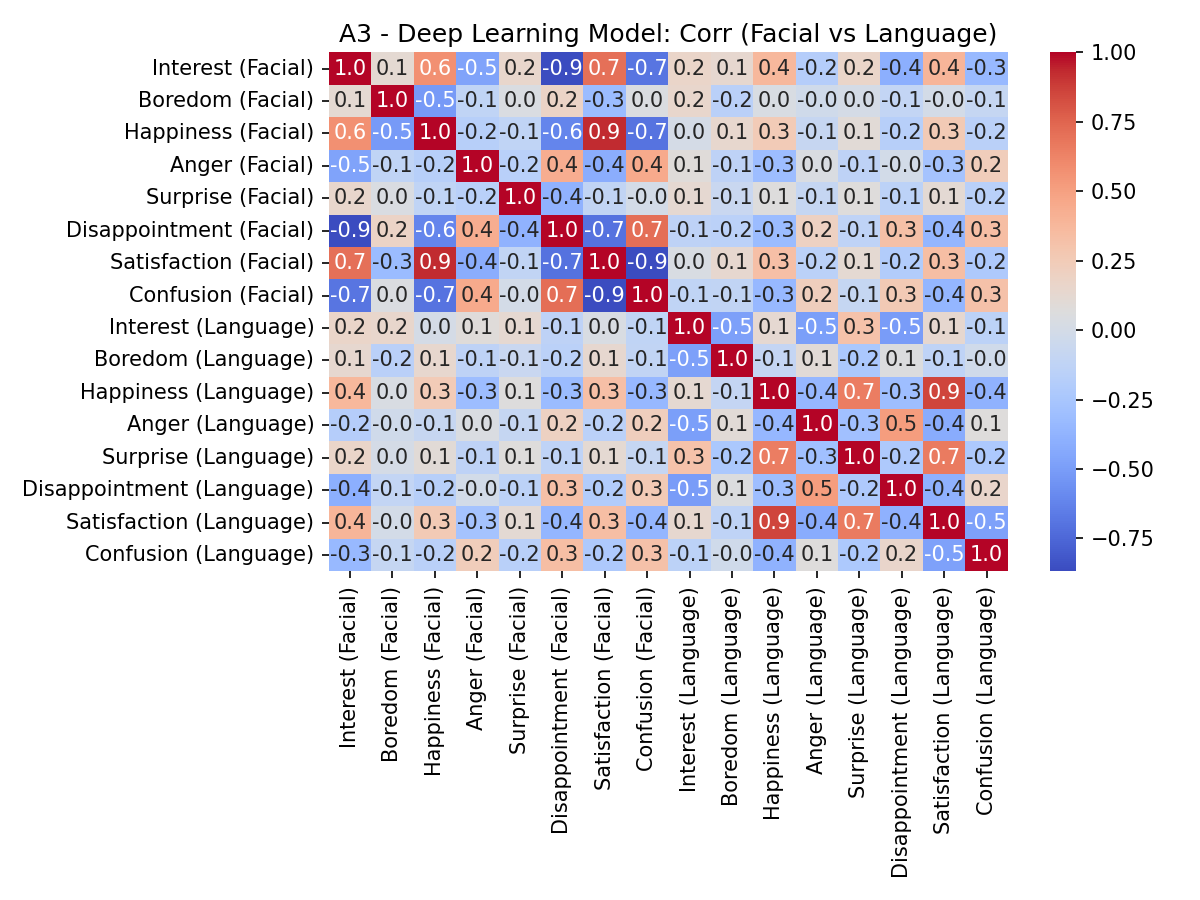 A3 - Deep Learning Model: Corr (Facial vs Language)
Interest (Facial) 1.0 0.1 0.6 -0.5 0.2 -0.9 0.7 -0.7 0.2 0.1 0.4 -0.2 0.2 -0.4 0.4 -0.3
Boredom (Facial) 0.1 1.0 -0.5 -0.1 0.0 0.2 -0.3 0.0 0.2 -0.2 0.0 -0.0 0.0 -0.1 -0.0 -0.1
Happiness (Facial) 0.6 -0.5 1.0 -0.2 -0.1 -0.6 0.9 -0.7 0.0 0.1 0.3 -0.1 0.1 -0.2 0.3 -0.2
Anger (Facial) -0.5 -0.1 -0.2 1.0 -0.2 0.4 -0.4 0.4 0.1 -0.1 -0.3 0.0 -0.1 -0.0 -0.3 0.2
Surprise (Facial) 0.2 0.0 -0.1 -0.2 1.0 -0.4 -0.1 -0.0 0.1 -0.1 0.1 -0.1 0.1 -0.1 0.1 -0.2
Disappointment (Facial) -0.9 0.2 -0.6 0.4 -0.4 1.0 -0.7 0.7 -0.1 -0.2 -0.3 0.2 -0.1 0.3 -0.4 0.3
Satisfaction (Facial) 0.7 -0.3 0.9 -0.4 -0.1 -0.7 1.0 -0.9 0.0 0.1 0.3 -0.2 0.1 -0.2 0.3 -0.2
Confusion (Facial) -0.7 0.0 -0.7 0.4 -0.0 0.7 -0.9 1.0 -0.1 -0.1 -0.3 0.2 -0.1 0.3 -0.4 0.3
Interest (Language) 0.2 0.2 0.0 0.1 0.1 -0.1 0.0 -0.1 1.0 -0.5 0.1 -0.5 0.3 -0.5 0.1 -0.1
Boredom (Language) 0.1 -0.2 0.1 -0.1 -0.1 -0.2 0.1 -0.1 -0.5 1.0 -0.1 0.1 -0.2 0.1 -0.1 -0.0
Happiness (Language) 0.4 0.0 0.3 -0.3 0.1 -0.3 0.3 -0.3 0.1 -0.1 1.0 -0.4 0.7 -0.3 0.9 -0.4
Anger (Language) -0.2 -0.0 -0.1 0.0 -0.1 0.2 -0.2 0.2 -0.5 0.1 -0.4 1.0 -0.3 0.5 -0.4 0.1
Surprise (Language) 0.2 0.0 0.1 -0.1 0.1 -0.1 0.1 -0.1 0.3 -0.2 0.7 -0.3 1.0 -0.2 0.7 -0.2
Disappointment (Language) -0.4 -0.1 -0.2 -0.0 -0.1 0.3 -0.2 0.3 -0.5 0.1 -0.3 0.5 -0.2 1.0 -0.4 0.2
Satisfaction (Language) 0.4 -0.0 0.3 -0.3 0.1 -0.4 0.3 -0.4 0.1 -0.1 0.9 -0.4 0.7 -0.4 1.0 -0.5
Confusion (Language) -0.3 -0.1 -0.2 0.2 -0.2 0.3 -0.2 0.3 -0.1 -0.0 -0.4 0.1 -0.2 0.2 -0.5 1.0
Interest (Facial)
Boredom (Facial)
Happiness (Facial)
Anger (Facial)
Surprise (Facial)
Disappointment (Facial)
Satisfaction (Facial)
Confusion (Facial)
Interest (Language)
Boredom (Language)
Happiness (Language)
Anger (Language)
Surprise (Language)
Disappointment (Language)
Satisfaction (Language)
Confusion (Language)
1.00
0.75
0.50
0.25
0.00
−0.25
−0.50
−0.75